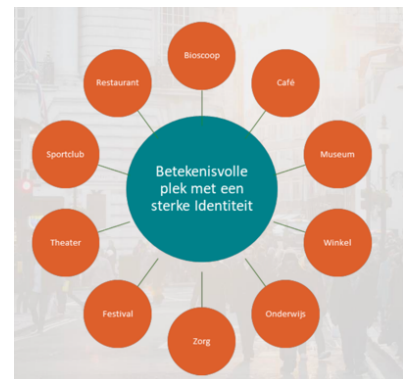 Bioscoop
Restaurant
Café
Sportclub
Betekenisvolle
plek met een
sterke Identiteit
Museum
Theater
Winkel
Festival
Onderwijs
Zorg